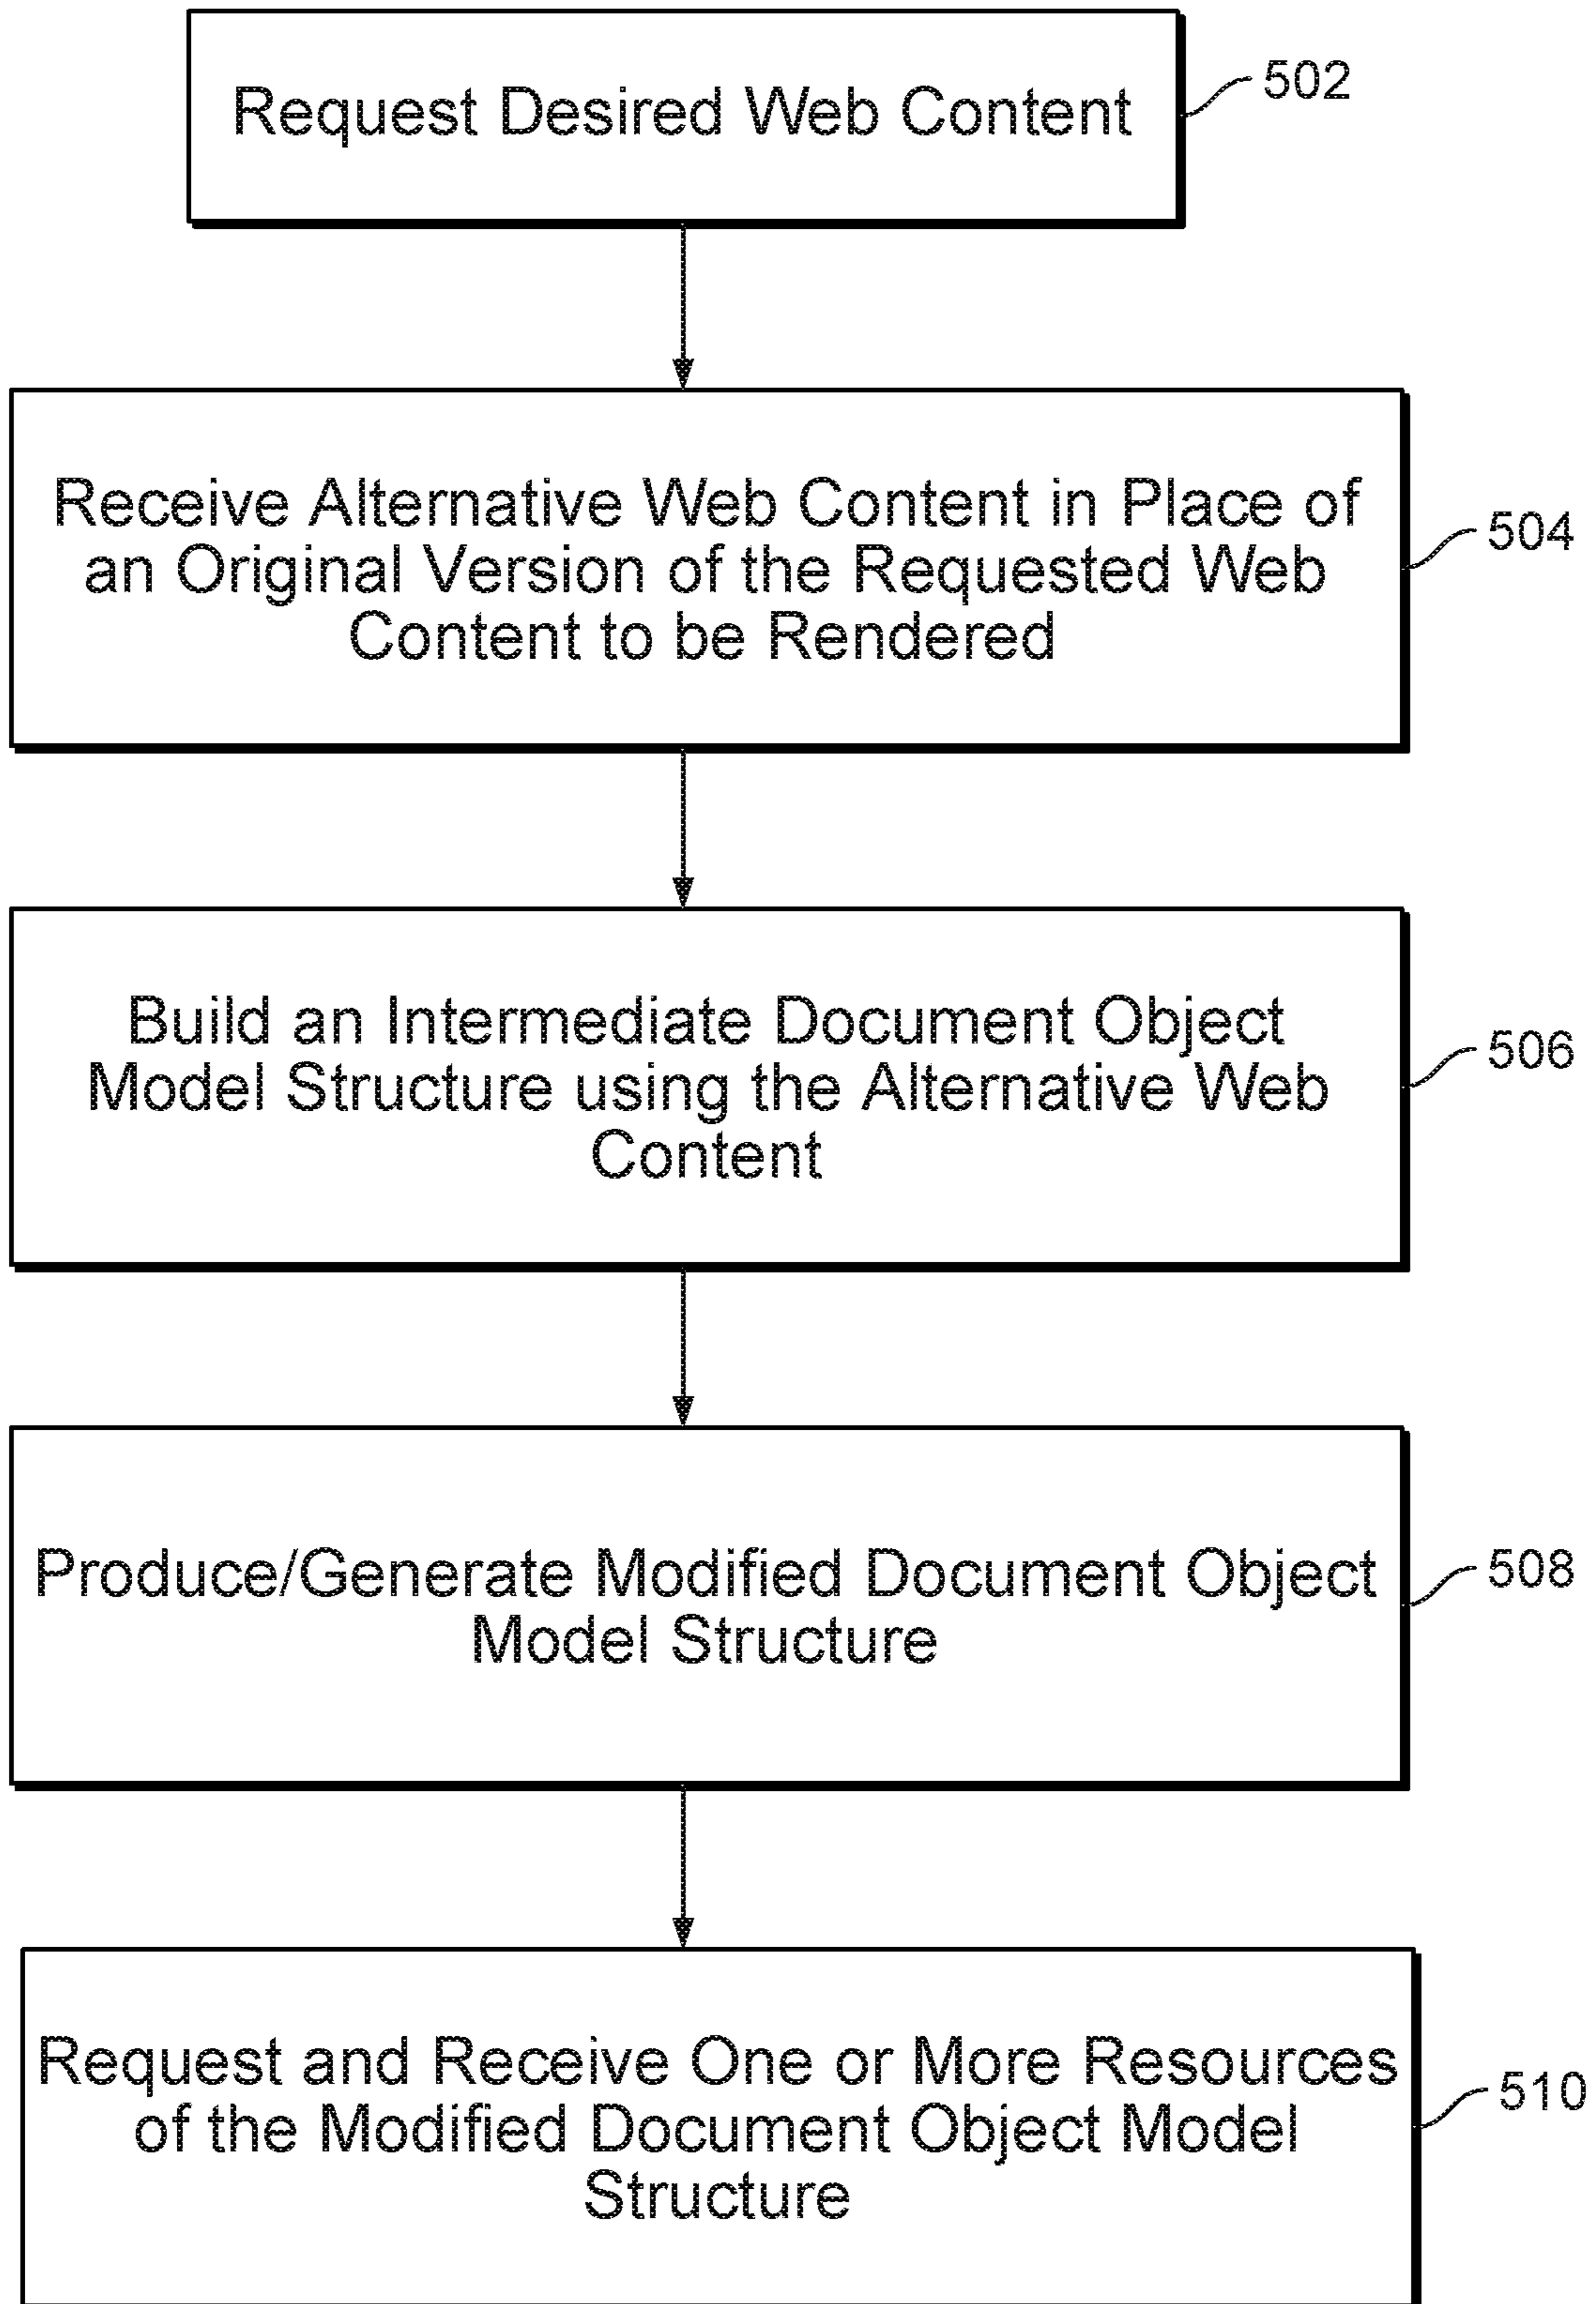 Request Desired Web Content
502
Receive Alternative Web Content in Place of
an Original Version of the Requested Web
Content to be Rendered
504
Build an Intermediate Document Object
Model Structure using the Alternative Web
Content
506
Produce/Generate Modified Document Object
Model Structure
508
Request and Receive One or More Resources
of the Modified Document Object Model
Structure
510